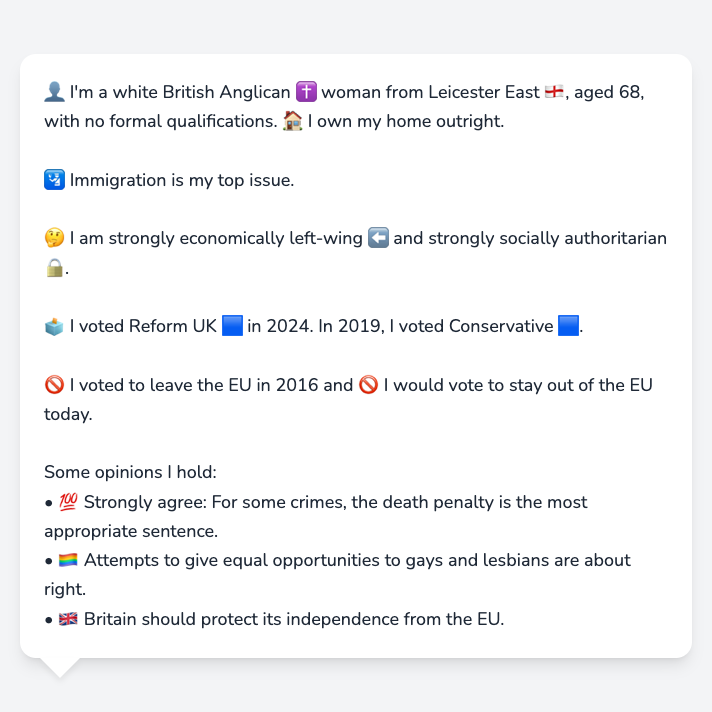 👤 I'm a white British Anglican ✝️ woman from Leicester East 🏴󠁧󠁢󠁥󠁮󠁧󠁿, aged 68,
with no formal qualifications. 🏠 I own my home outright.
🛂 Immigration is my top issue.
🤔 I am strongly economically left-wing ⬅️ and strongly socially authoritarian
🔒.
🗳️ I voted Reform UK 🟦 in 2024. In 2019, I voted Conservative 🟦.
🚫 I voted to leave the EU in 2016 and 🚫 I would vote to stay out of the EU
today.
Some opinions I hold:
• 💯 Strongly agree: For some crimes, the death penalty is the most
appropriate sentence.
• 🏳️‍🌈 Attempts to give equal opportunities to gays and lesbians are about
right.
• 🇬🇧 Britain should protect its independence from the EU.